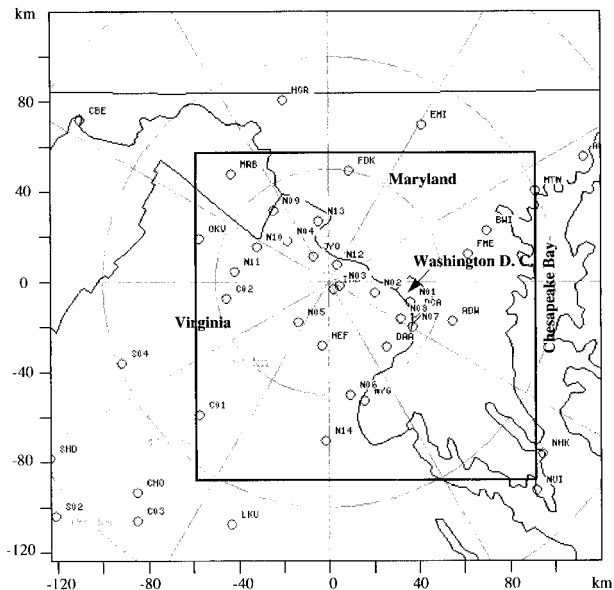 km
80
40
0
-40
-80
-120
-120
-80
-40
0
40
80
km
HGR
CBE
EMI
MRB
FDK
Maryland
MTN
N09
N13
BWI
OKV
N10
N04
JYO
N12
FME
N11
N03
Washington D. C.
C02
N02
N01
DCA
Virginia
N05
N08
N07
ADW
Chesapeake Bay
MEF
DAA
S04
N06
C01
N14
NHK
SHD
CHO
NUI
S02
C03
LKU